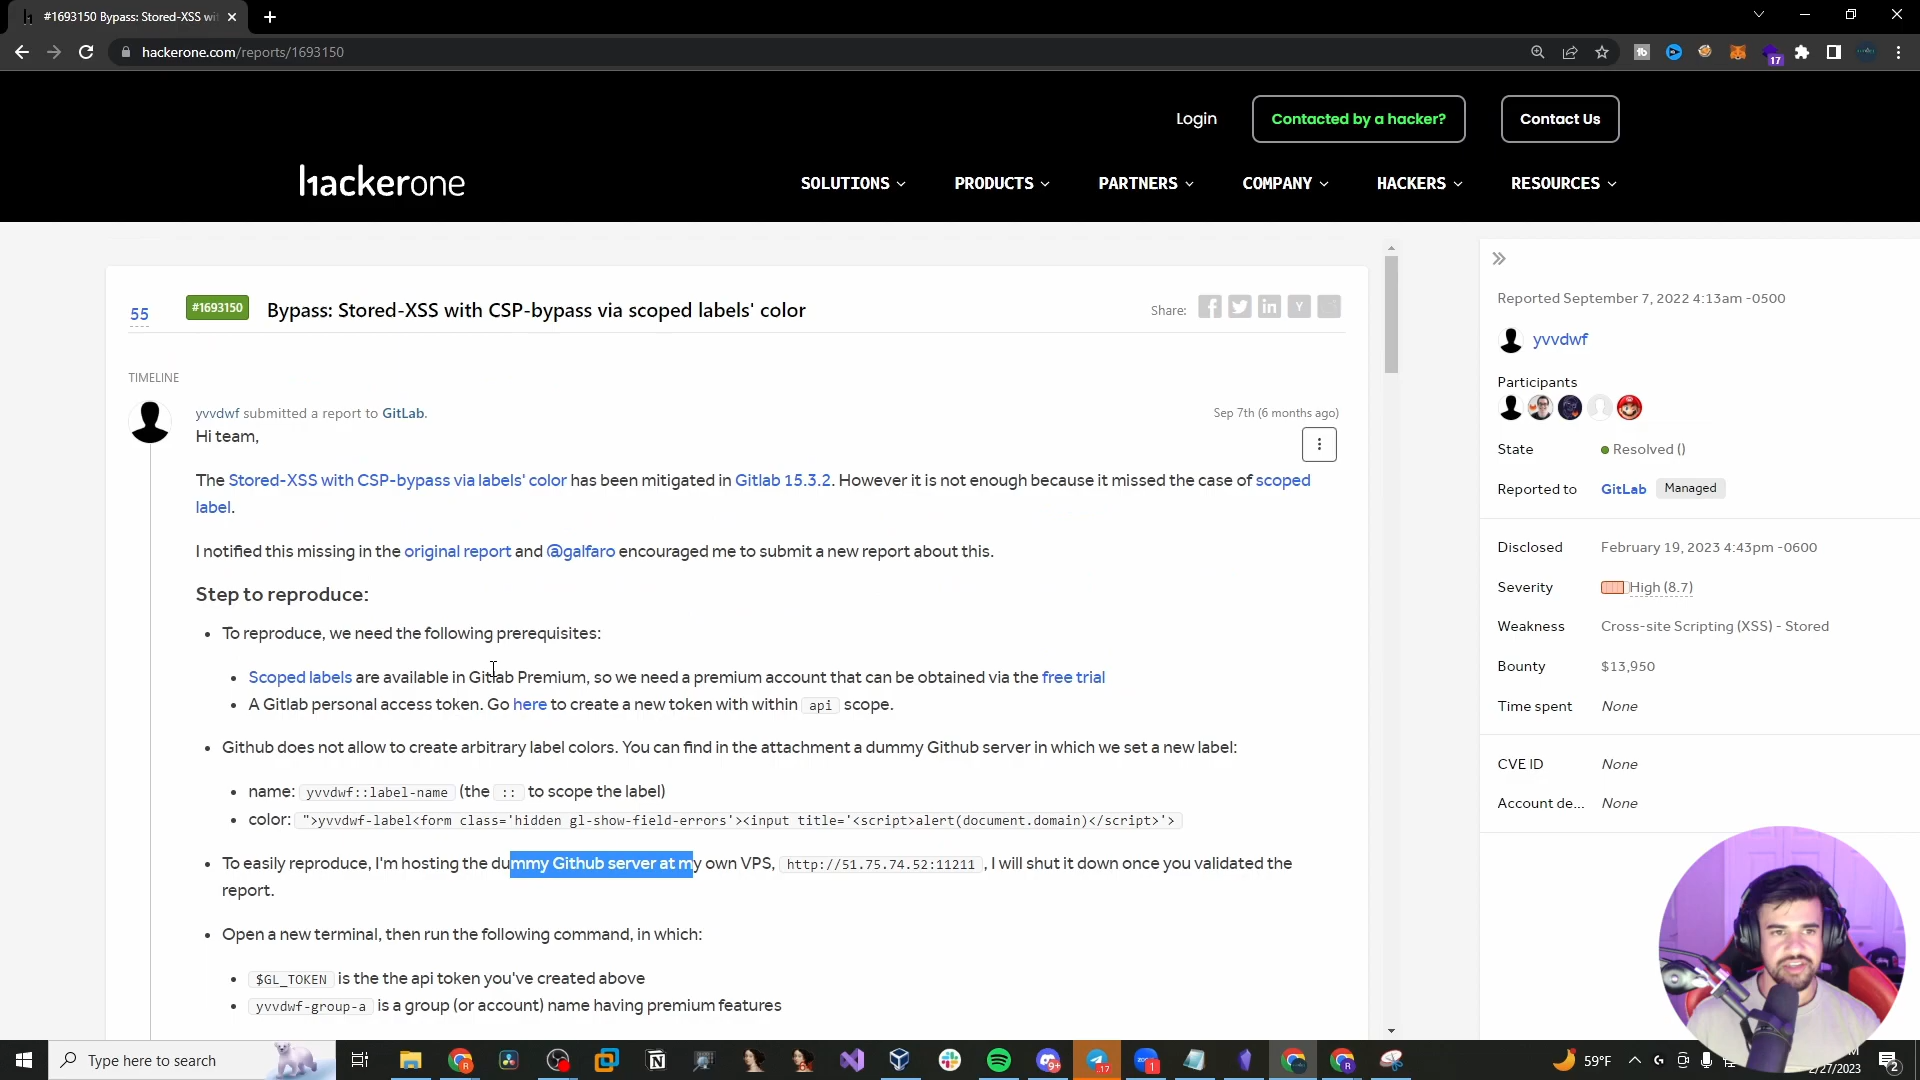 #1693150 Bypass: Stored-XSS wit
hackerone.com/reports/1693150
17
Login
Contacted by a hacker?
Contact Us
hackerone
SOLUTIONS
PRODUCTS
PARTNERS
COMPANY
HACKERS
RESOURCES
55
#1693150
Bypass: Stored-XSS with CSP-bypass via scoped labels' color
Share:
TIMELINE
yvvdwf submitted a report to GitLab.
Sep 7th (6 months ago)
Hi team,
The Stored-XSS with CSP-bypass via labels' color has been mitigated in Gitlab 15.3.2. However it is not enough because it missed the case of scoped
label.
I notified this missing in the original report and @galfaro encouraged me to submit a new report about this.
Step to reproduce:
• To reproduce, we need the following prerequisites:
• Scoped labels are available in Gitlab Premium, so we need a premium account that can be obtained via the free trial
• A Gitlab personal access token. Go here to create a new token with within api scope.
• Github does not allow to create arbitrary label colors. You can find in the attachment a dummy Github server in which we set a new label:
• name: yvvdwf::label-name (the :: to scope the label)
• color: ">yvvdwf-label<form class='hidden gl-show-field-errors'><input title='<script>alert(document.domain)</script>'>
• To easily reproduce, I'm hosting the dummy Github server at my own VPS, http://51.75.74.52:11211 , I will shut it down once you validated the
report.
• Open a new terminal, then run the following command, in which:
• $GL_TOKEN is the the api token you've created above
• yvvdwf-group-a is a group (or account) name having premium features
Reported September 7, 2022 4:13am -0500
yvvdwf
Participants
State
Resolved ()
Reported to
GitLab
Managed
Disclosed
February 19, 2023 4:43pm -0600
Severity
High (8.7)
Weakness
Cross-site Scripting (XSS) - Stored
Bounty
$13,950
Time spent
None
CVE ID
None
Account de...
None
Type here to search
59°F
2/27/2023
2